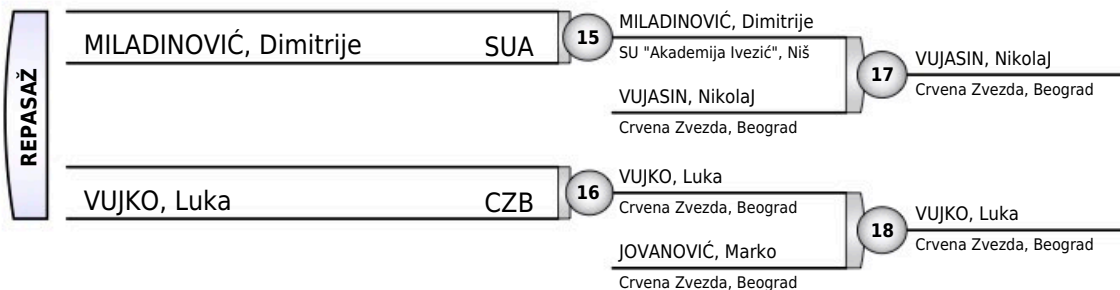 REPASAŽ
MILADINOVIĆ, Dimitrije SUA
15
MILADINOVIĆ, Dimitrije
SU "Akademija Ivezić", Niš
VUJASIN, NikolaJ
Crvena Zvezda, Beograd
17
VUJASIN, NikolaJ
Crvena Zvezda, Beograd
VUJKO, Luka CZB
16
VUJKO, Luka
Crvena Zvezda, Beograd
JOVANOVIĆ, Marko
Crvena Zvezda, Beograd
18
VUJKO, Luka
Crvena Zvezda, Beograd